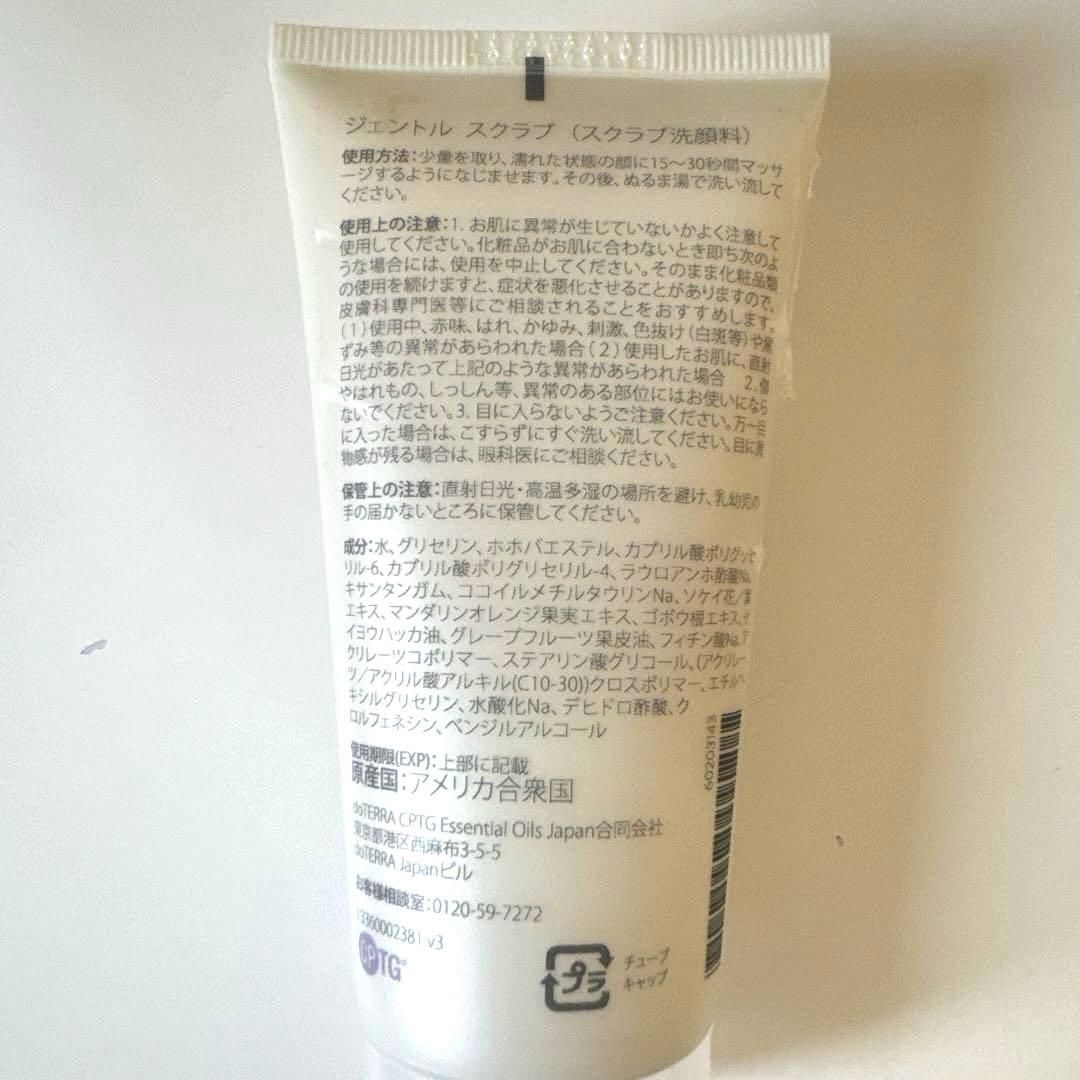 ジェントル スクラブ（スクラブ洗顔料）
使用方法：少量を取り、濡れた状態の顔に15〜30秒間マッサ
ージするようになじませます。その後、ぬるま湯で洗い流して
ください。
使用上の注意：1. お肌に異常が生じていないかよく注意して
使用してください。化粧品がお肌に合わないとき即ち次のよ
うな場合には、使用を中止してください。そのまま化粧品類
の使用を続けますと、症状を悪化させることがありますので、
皮膚科専門医等にご相談されることをおすすめします。
（1）使用中、赤味、はれ、かゆみ、刺激、色抜け（白斑等）や黒
ずみ等の異常があらわれた場合（2）使用したお肌に、直射
日光があたって上記のような異常があらわれた場合 2. 傷
やはれもの、しっしん等、異常のある部位にはお使いになら
ないでください。3. 目に入らないようご注意ください。万一目
に入った場合は、こすらずにすぐ洗い流してください。目に異
物感が残る場合は、眼科医にご相談ください。
保管上の注意：直射日光・高温多湿の場所を避け、乳幼児の
手の届かないところに保管してください。
成分：水、グリセリン、ホホバエステル、カプリル酸ポリグリセ
リル-6、カプリル酸ポリグリセリル-4、ラウロアンホ酢酸Na、
キサンタンガム、ココイルメチルタウリンNa、ソケイ花/葉
エキス、マンダリンオレンジ果実エキス、ゴボウ根エキス、セ
イヨウハッカ油、グレープフルーツ果皮油、フィチン酸Na、ア
クリレーツコポリマー、ステアリン酸グリコール、(アクリレー
ツ/アクリル酸アルキル(C10-30))クロスポリマー、エチルヘ
キシルグリセリン、水酸化Na、デヒドロ酢酸、ク
ロルフェネシン、ベンジルアルコール
使用期限(EXP)：上部に記載
原産国：アメリカ合衆国
doTERRA CPTG Essential Oils Japan合同会社
東京都港区西麻布3-5-5
doTERRA Japanビル
お客様相談室：0120-59-7272
13360002381 v3
CPTG®
プラ
チューブ
キャップ
60203143